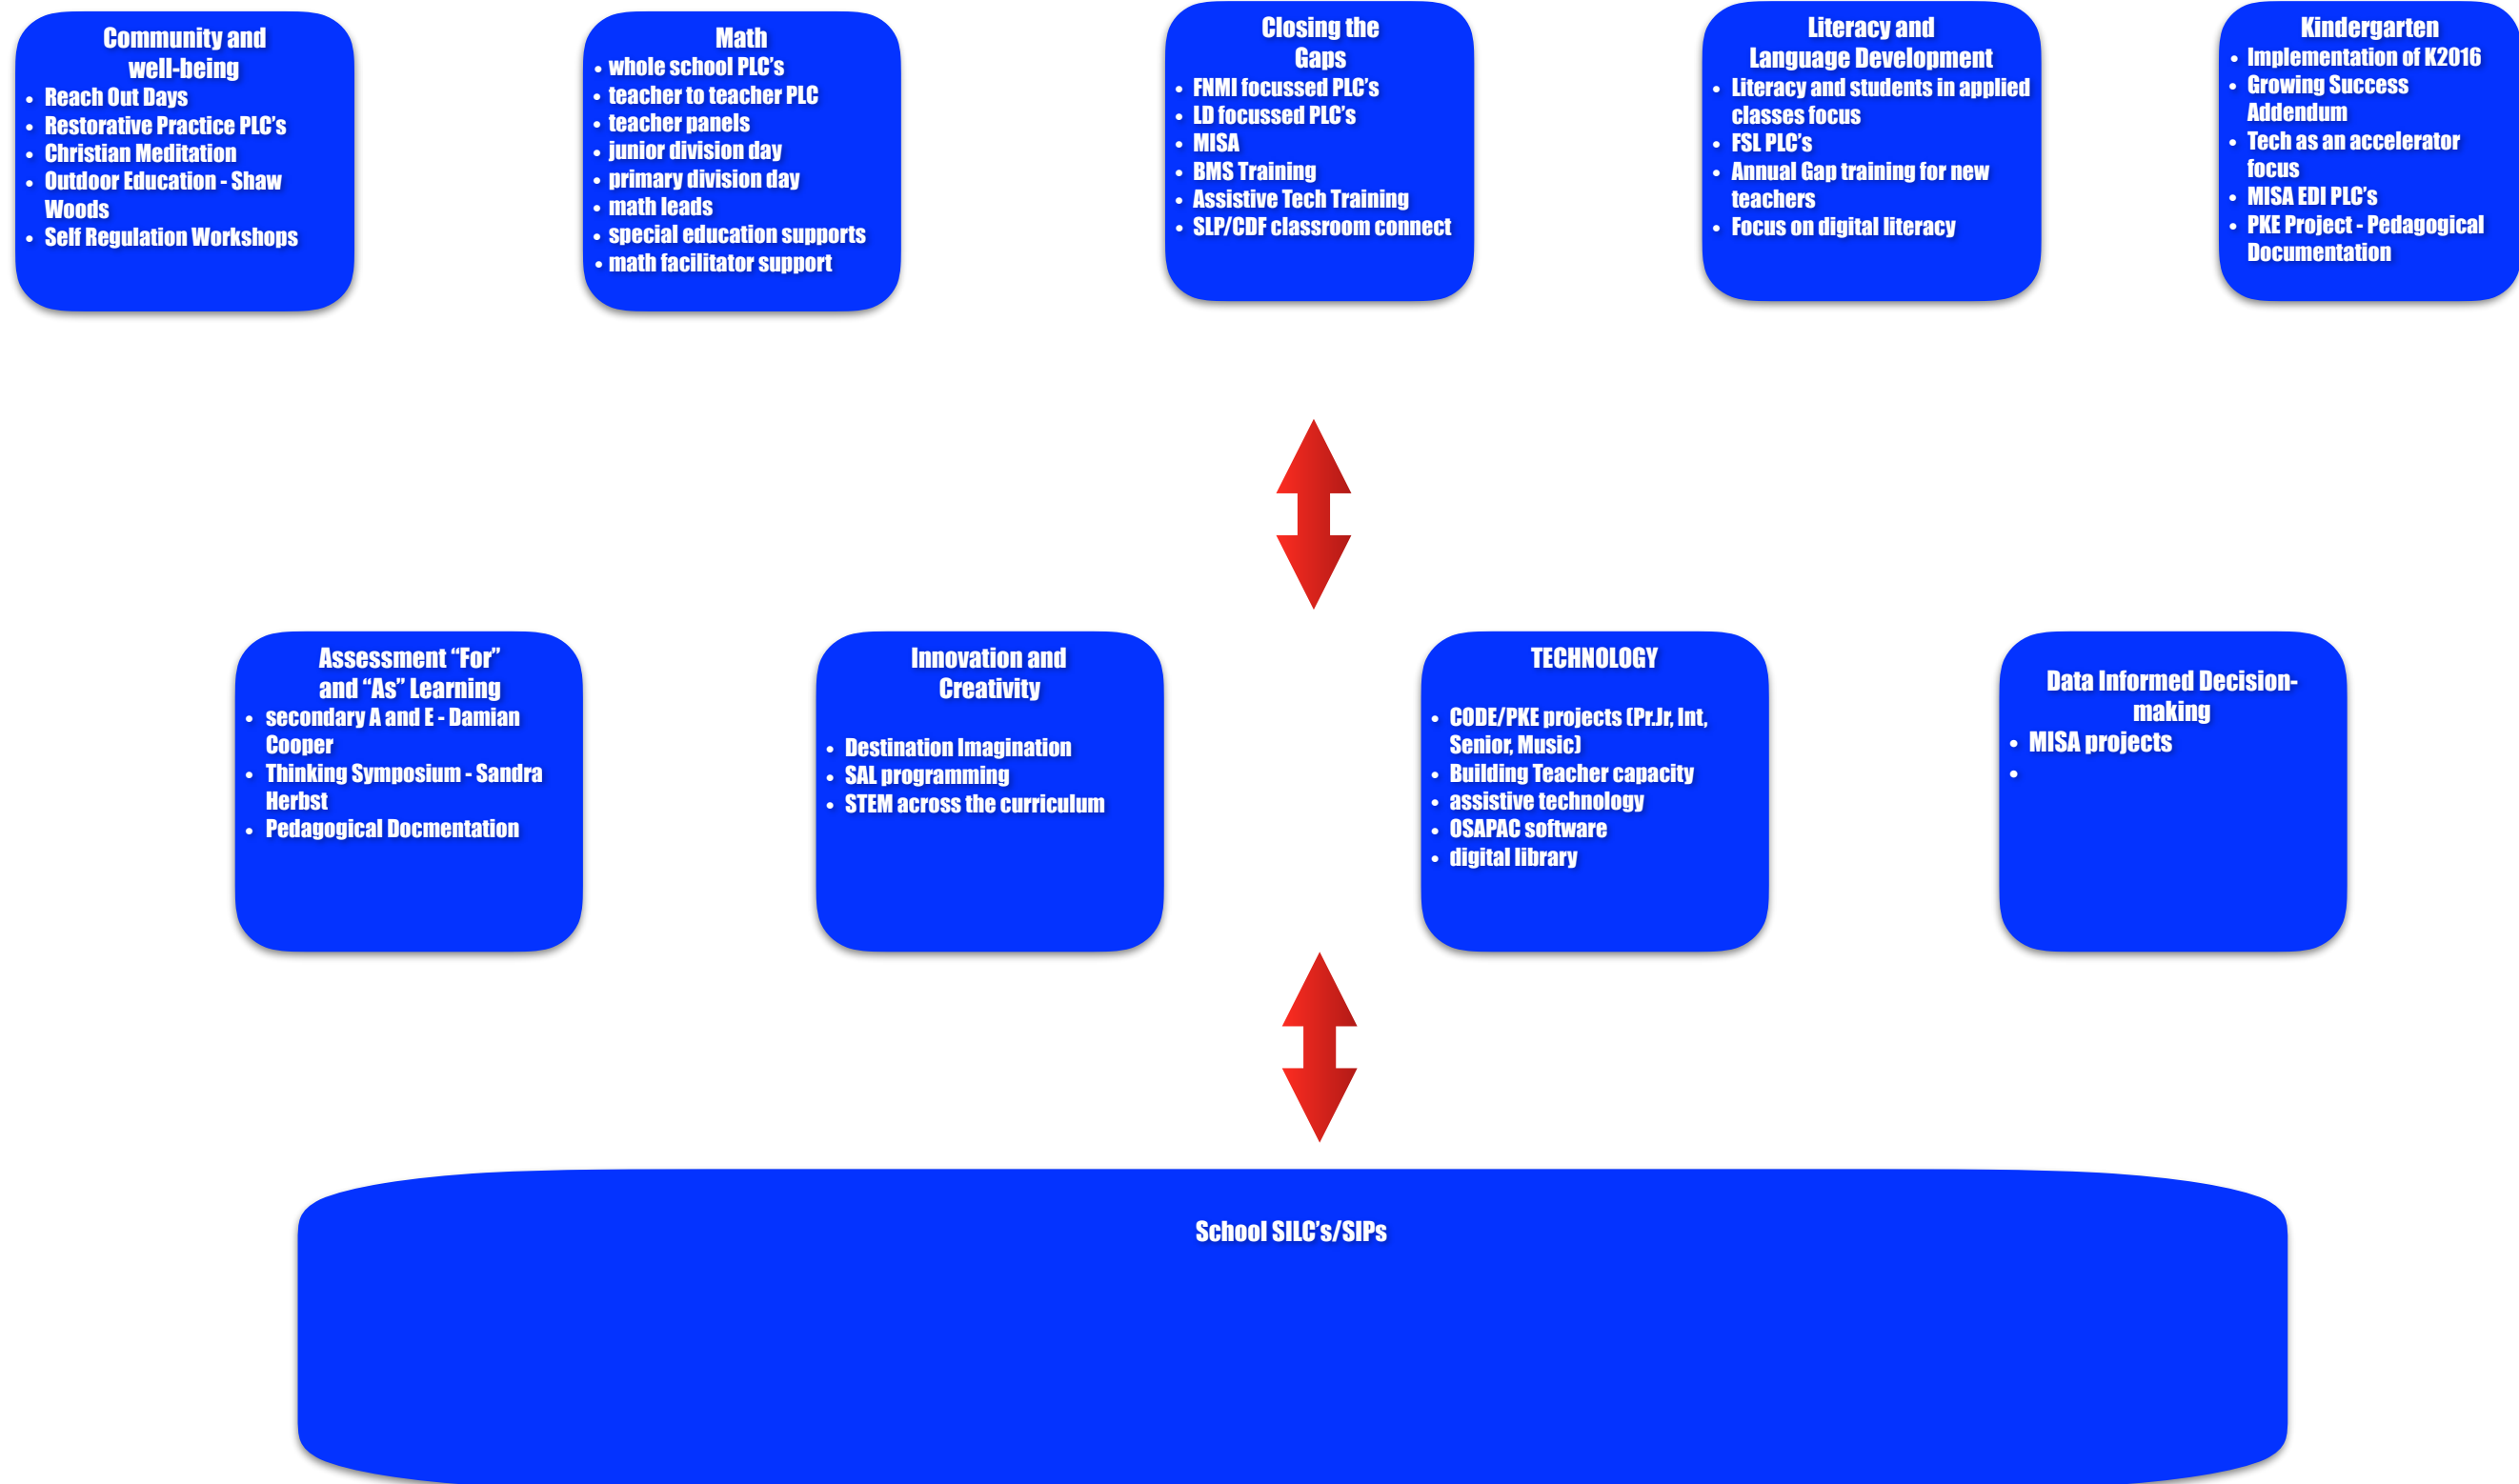 Community and
well-being
• Reach Out Days
• Restorative Practice PLC's
• Christian Meditation
• Outdoor Education - Shaw
Woods
• Self Regulation Workshops
Math
• whole school PLC's
• teacher to teacher PLC
• teacher panels
• junior division day
• primary division day
• math leads
• special education supports
• math facilitator support
Closing the
Gaps
• FNMI focussed PLC's
• LD focussed PLC's
• MISA
• BMS Training
• Assistive Tech Training
• SLP/CDF classroom connect
Literacy and
Language Development
• Literacy and students in applied
classes focus
• FSL PLC's
• Annual Gap training for new
teachers
• Focus on digital literacy
Kindergarten
• Implementation of K2016
• Growing Success
Addendum
• Tech as an accelerator
focus
• MISA EDI PLC's
• PKE Project - Pedagogical
Documentation
Assessment “For”
and “As” Learning
• secondary A and E - Damian
Cooper
• Thinking Symposium - Sandra
Herbst
• Pedagogical Docmentation
Innovation and
Creativity
• Destination Imagination
• SAL programming
• STEM across the curriculum
TECHNOLOGY
• CODE/PKE projects (Pr.Jr, Int,
Senior, Music)
• Building Teacher capacity
• assistive technology
• OSAPAC software
• digital library
Data Informed Decision-
making
• MISA projects
•
School SILC's/SIPs